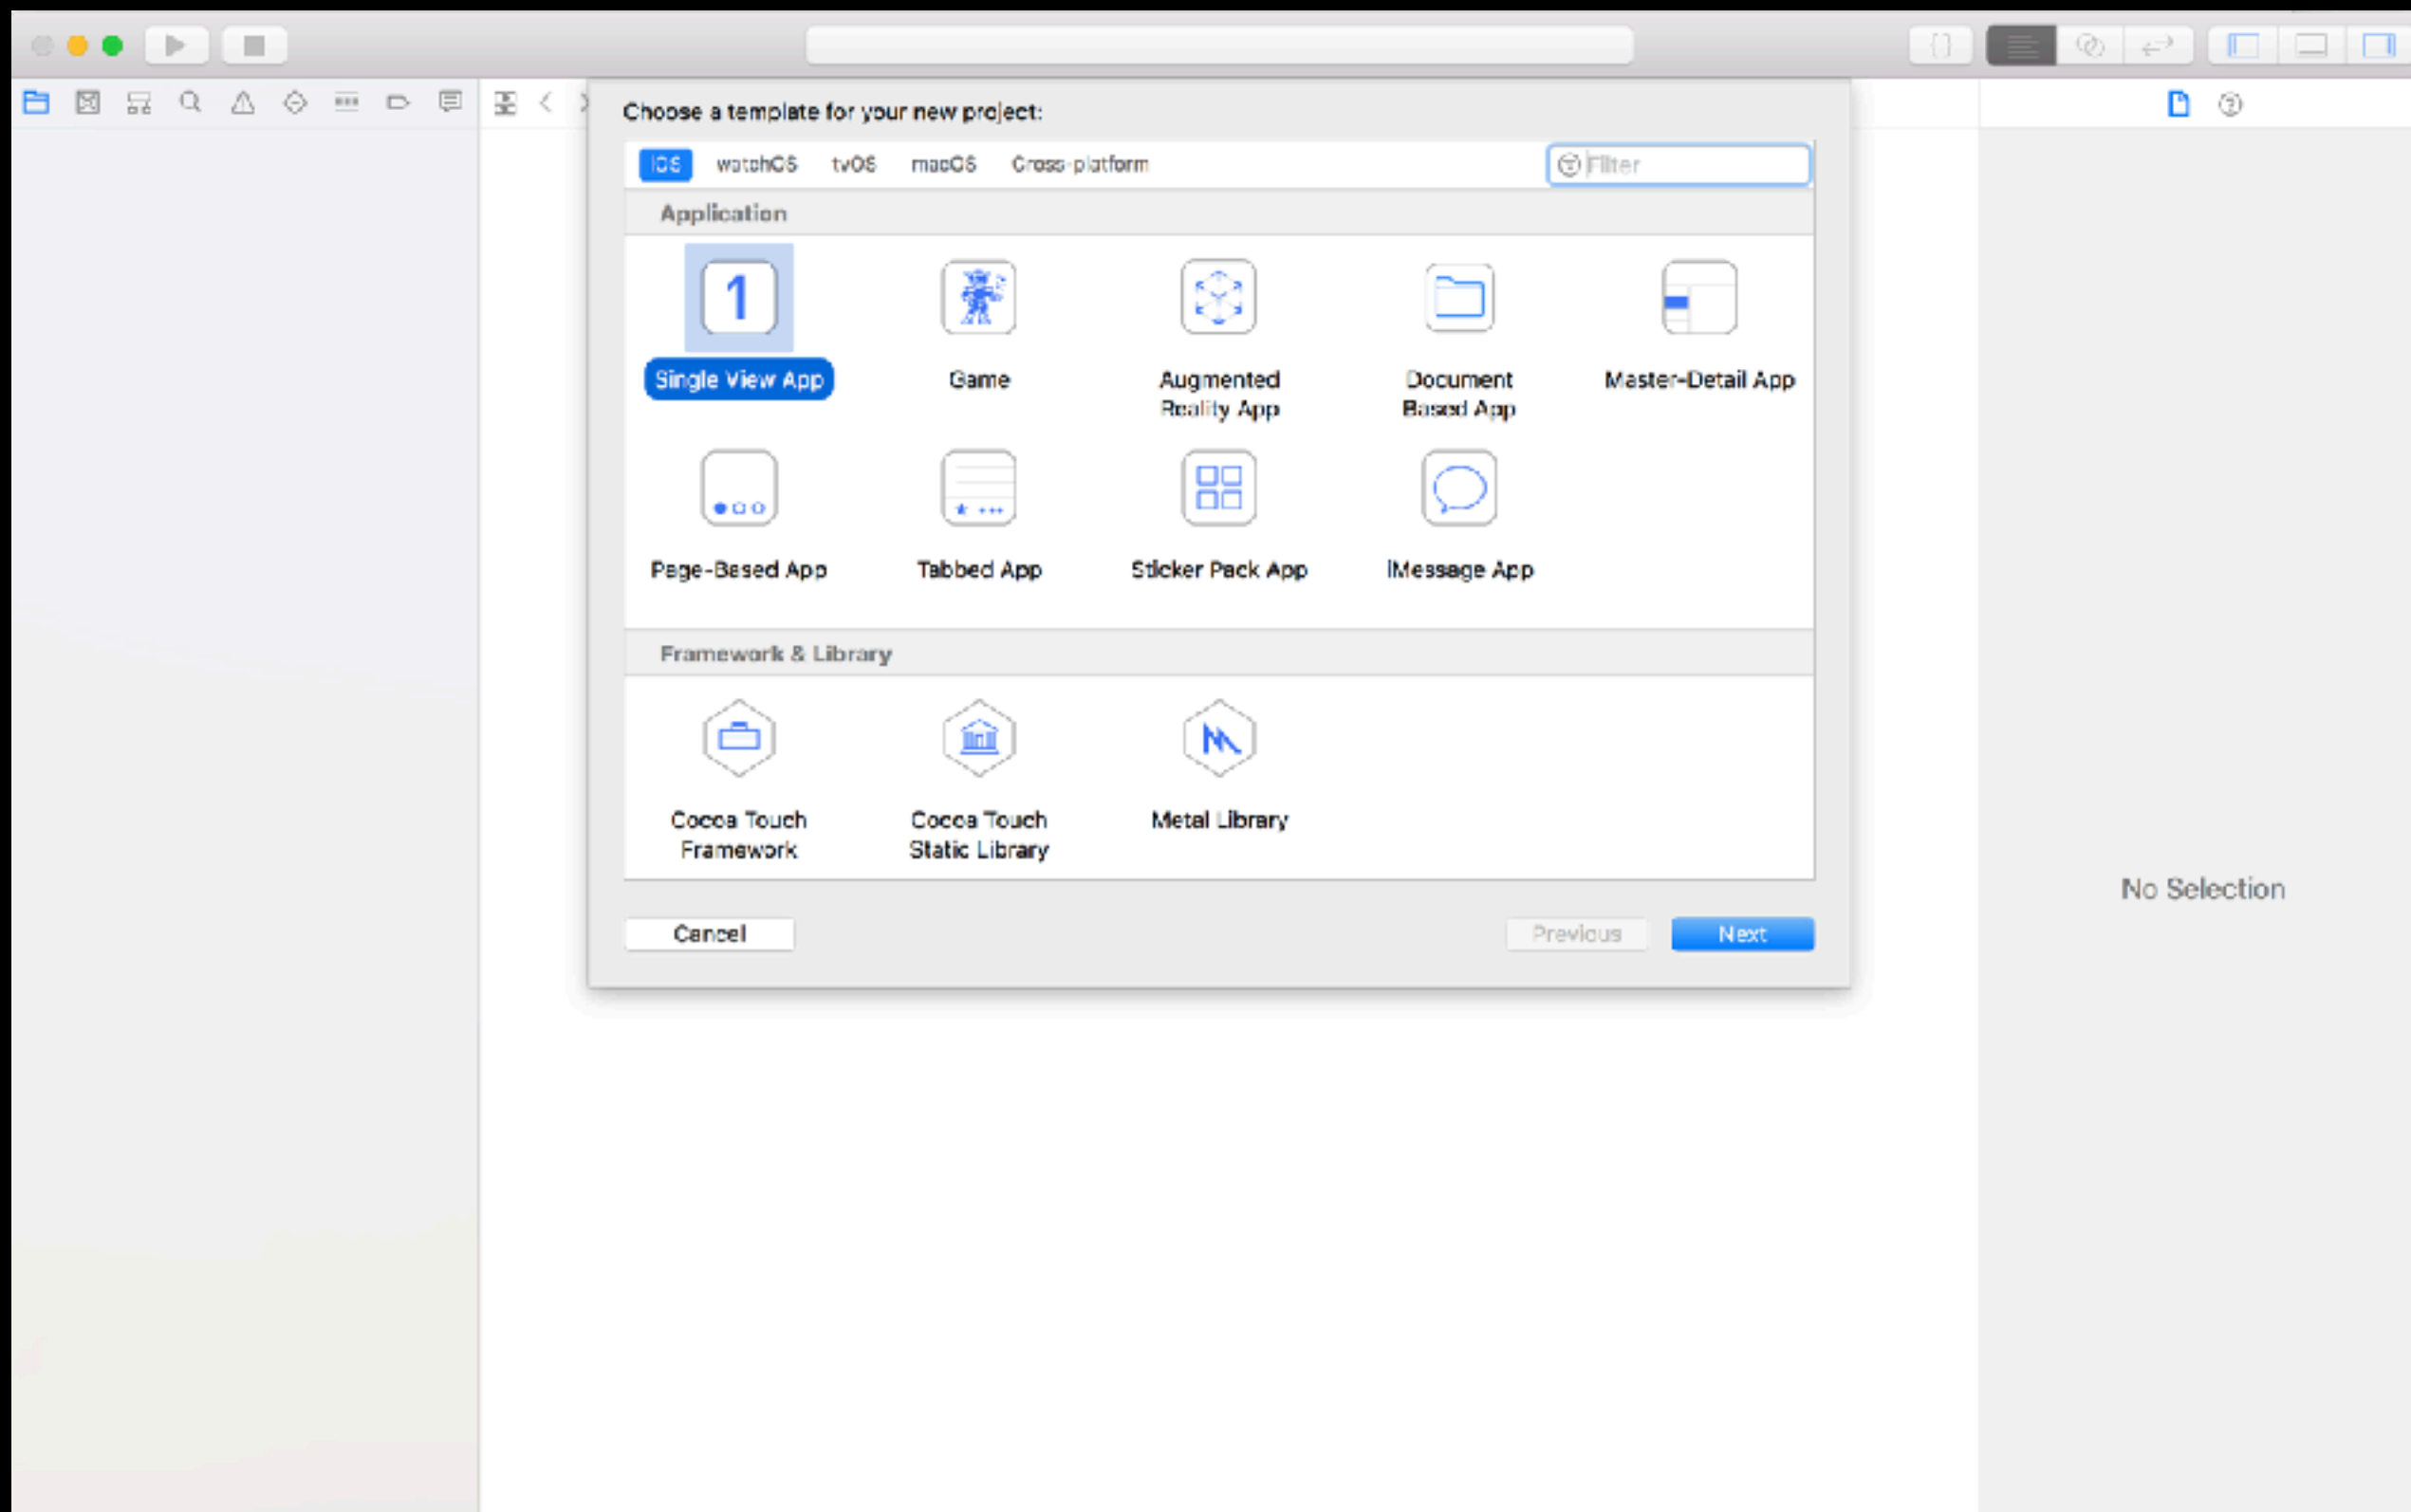 Choose a template for your new project:
iOS watchOS tvOS macOS Cross-platform Filter
Application
1
Single View App Game Augmented Document Master-Detail App
Reality App Based App
Page-Based App Tabbed App Sticker Pack App iMessage App
Framework & Library
Cocoa Touch Cocoa Touch Metal Library
Framework Static Library
No Selection
Cancel Previous Next